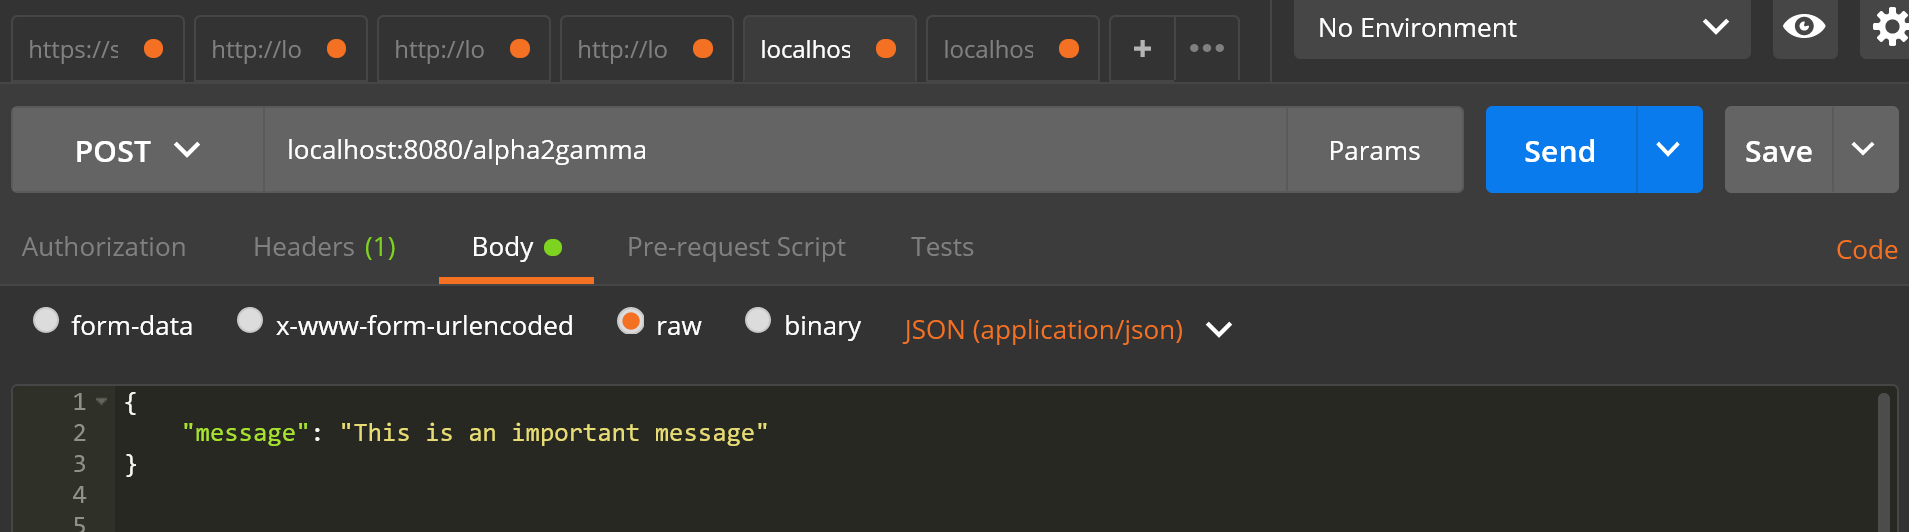 https://s http://lo http://lo http://lo localhos localhos + ••• No Environment
POST localhost:8080/alpha2gamma Params Send Save
Authorization Headers (1) Body Pre-request Script Tests Code
form-data x-www-form-urlencoded raw binary JSON (application/json)
1 {
2 "message": "This is an important message"
3 }
4
5